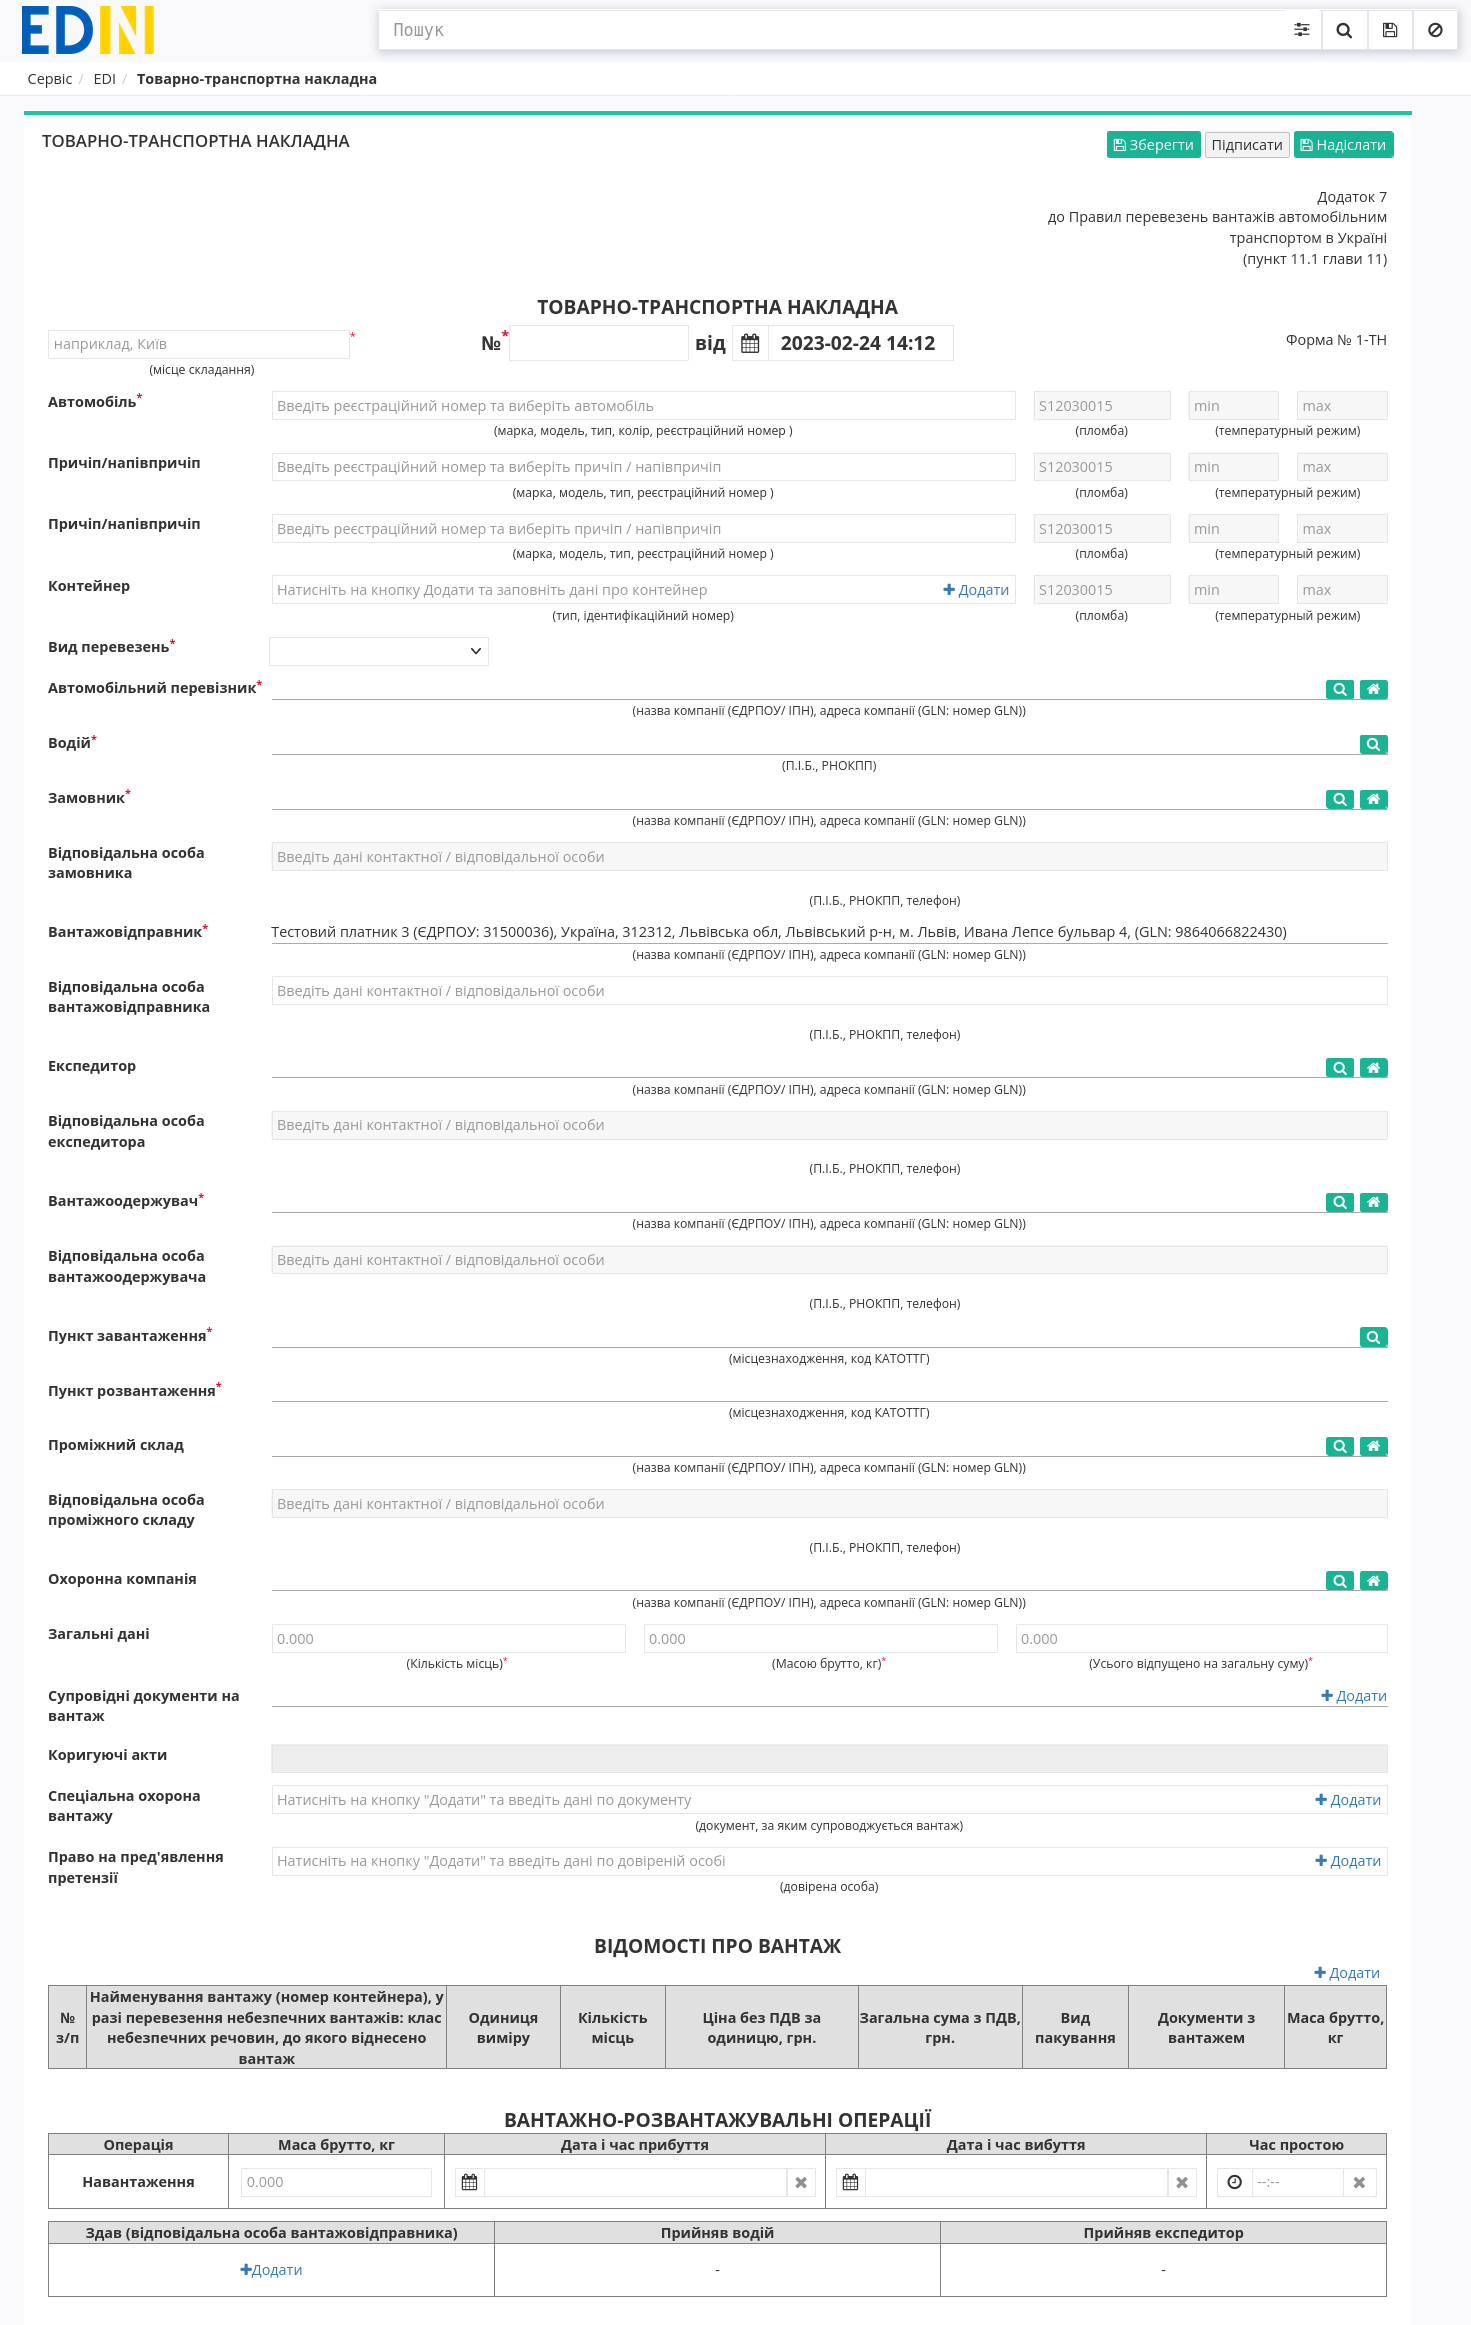 EDIN
Пошук
Сервіс / EDI / Товарно-транспортна накладна
ТОВАРНО-ТРАНСПОРТНА НАКЛАДНА
Зберегти Підписати Надіслати
Додаток 7
до Правил перевезень вантажів автомобільним
транспортом в Україні
(пункт 11.1 глави 11)
ТОВАРНО-ТРАНСПОРТНА НАКЛАДНА
наприклад, Київ * №* від 2023-02-24 14:12 Форма № 1-ТН
(місце складання)
Автомобіль* Введіть реєстраційний номер та виберіть автомобіль S12030015 min max
(марка, модель, тип, колір, реєстраційний номер ) (пломба) (температурный режим)
Причіп/напівпричіп Введіть реєстраційний номер та виберіть причіп / напівпричіп S12030015 min max
(марка, модель, тип, реєстраційний номер ) (пломба) (температурный режим)
Причіп/напівпричіп Введіть реєстраційний номер та виберіть причіп / напівпричіп S12030015 min max
(марка, модель, тип, реєстраційний номер ) (пломба) (температурный режим)
Контейнер Натисніть на кнопку Додати та заповніть дані про контейнер Додати S12030015 min max
(тип, ідентифікаційний номер) (пломба) (температурный режим)
Вид перевезень*
Автомобільний перевізник*
(назва компанії (ЄДРПОУ/ ІПН), адреса компанії (GLN: номер GLN))
Водій*
(П.І.Б., РНОКПП)
Замовник*
(назва компанії (ЄДРПОУ/ ІПН), адреса компанії (GLN: номер GLN))
Відповідальна особа Введіть дані контактної / відповідальної особи
замовника
(П.І.Б., РНОКПП, телефон)
Вантажовідправник* Тестовий платник 3 (ЄДРПОУ: 31500036), Україна, 312312, Львівська обл, Львівський р-н, м. Львів, Ивана Лепсе бульвар 4, (GLN: 9864066822430)
(назва компанії (ЄДРПОУ/ ІПН), адреса компанії (GLN: номер GLN))
Відповідальна особа Введіть дані контактної / відповідальної особи
вантажовідправника
(П.І.Б., РНОКПП, телефон)
Експедитор
(назва компанії (ЄДРПОУ/ ІПН), адреса компанії (GLN: номер GLN))
Відповідальна особа Введіть дані контактної / відповідальної особи
експедитора
(П.І.Б., РНОКПП, телефон)
Вантажоодержувач*
(назва компанії (ЄДРПОУ/ ІПН), адреса компанії (GLN: номер GLN))
Відповідальна особа Введіть дані контактної / відповідальної особи
вантажоодержувача
(П.І.Б., РНОКПП, телефон)
Пункт завантаження*
(місцезнаходження, код КАТОТТГ)
Пункт розвантаження*
(місцезнаходження, код КАТОТТГ)
Проміжний склад
(назва компанії (ЄДРПОУ/ ІПН), адреса компанії (GLN: номер GLN))
Відповідальна особа Введіть дані контактної / відповідальної особи
проміжного складу
(П.І.Б., РНОКПП, телефон)
Охоронна компанія
(назва компанії (ЄДРПОУ/ ІПН), адреса компанії (GLN: номер GLN))
Загальні дані 0.000 0.000 0.000
(Кількість місць)* (Масою брутто, кг)* (Усього відпущено на загальну суму)*
Супровідні документи на Додати
вантаж
Коригуючі акти
Спеціальна охорона Натисніть на кнопку "Додати" та введіть дані по документу Додати
вантажу (документ, за яким супроводжується вантаж)
Право на пред'явлення Натисніть на кнопку "Додати" та введіть дані по довіреній особі Додати
претензії (довірена особа)
ВІДОМОСТІ ПРО ВАНТАЖ
Додати
№ з/п
Найменування вантажу (номер контейнера), у
разі перевезення небезпечних вантажів: клас
небезпечних речовин, до якого віднесено
вантаж
Одиниця
виміру
Кількість
місць
Ціна без ПДВ за
одиницю, грн.
Загальна сума з ПДВ,
грн.
Вид
пакування
Документи з
вантажем
Маса брутто,
кг
ВАНТАЖНО-РОЗВАНТАЖУВАЛЬНІ ОПЕРАЦІЇ
Операція Маса брутто, кг Дата і час прибуття Дата і час вибуття Час простою
Навантаження 0.000 --:--
Здав (відповідальна особа вантажовідправника) Прийняв водій Прийняв експедитор
Додати - -